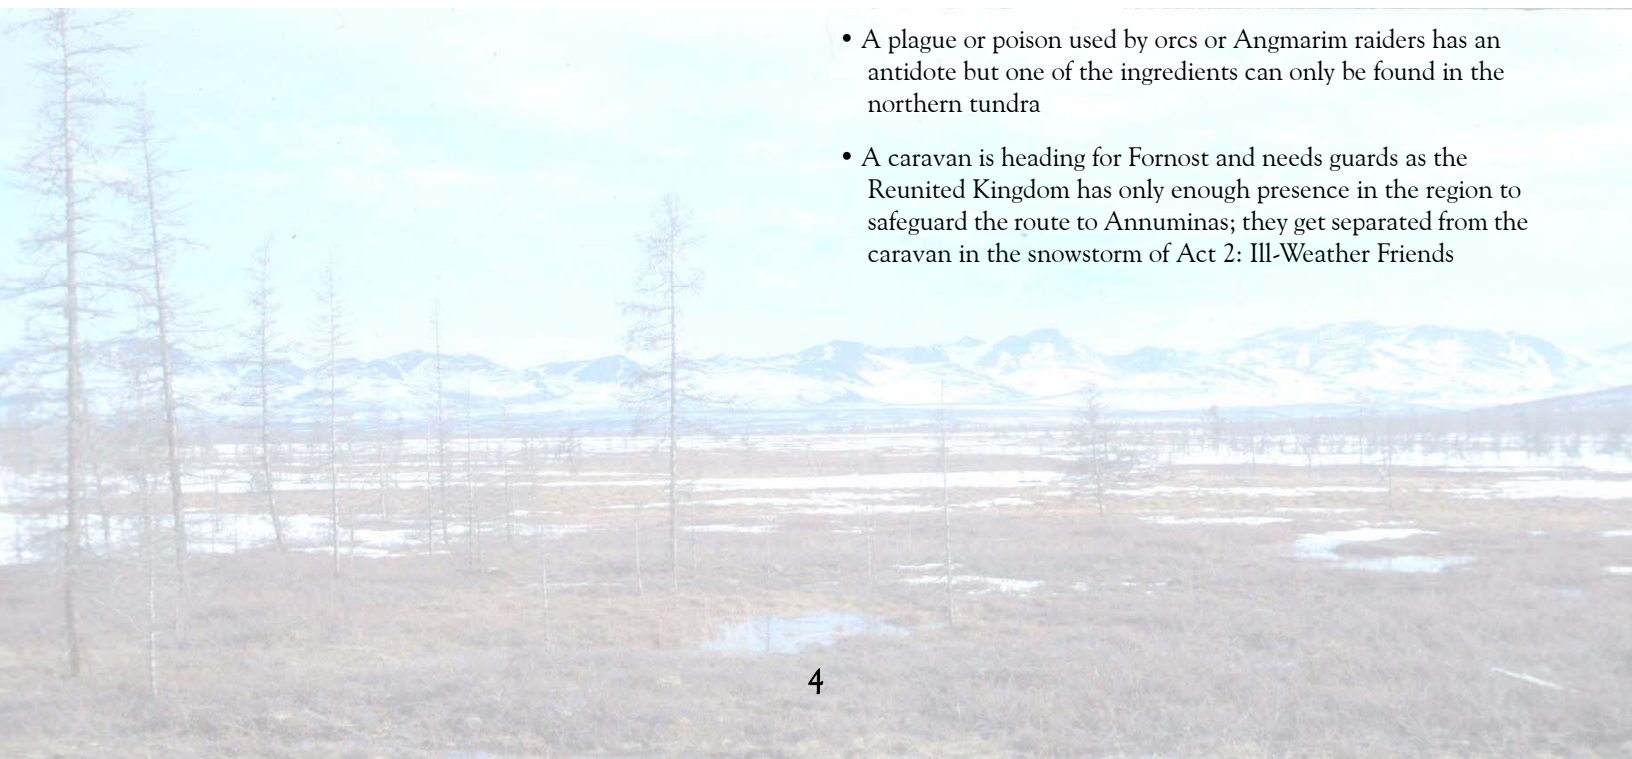 • A plague or poison used by orcs or Angmarim raiders has an
antidote but one of the ingredients can only be found in the
northern tundra
• A caravan is heading for Fornost and needs guards as the
Reunited Kingdom has only enough presence in the region to
safeguard the route to Annuminas; they get separated from the
caravan in the snowstorm of Act 2: Ill-Weather Friends
4